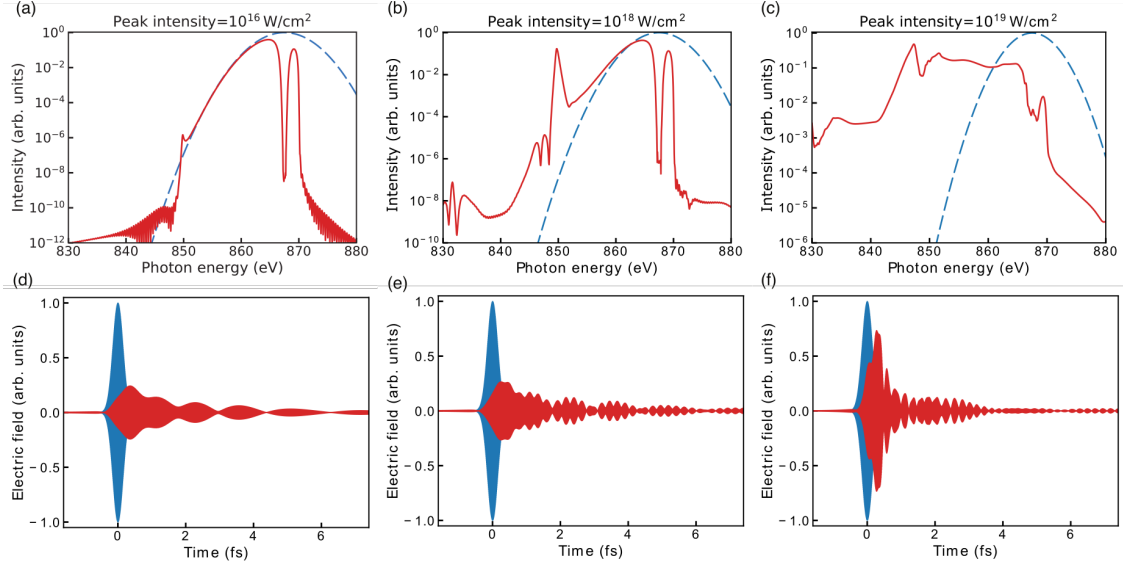 (a)
Peak intensity=10^16 W/cm^2
Intensity (arb. units)
10^0
10^-2
10^-4
10^-6
10^-8
10^-10
10^-12
830 840 850 860 870 880
Photon energy (eV)
(b)
Peak intensity=10^18 W/cm^2
Intensity (arb. units)
10^0
10^-2
10^-4
10^-6
10^-8
10^-10
830 840 850 860 870 880
Photon energy (eV)
(c)
Peak intensity=10^19 W/cm^2
Intensity (arb. units)
10^0
10^-1
10^-2
10^-3
10^-4
10^-5
10^-6
830 840 850 860 870 880
Photon energy (eV)
(d)
Electric field (arb. units)
1.0
0.5
0.0
−0.5
−1.0
0 2 4 6
Time (fs)
(e)
Electric field (arb. units)
1.0
0.5
0.0
−0.5
−1.0
0 2 4 6
Time (fs)
(f)
Electric field (arb. units)
1.0
0.5
0.0
−0.5
−1.0
0 2 4 6
Time (fs)